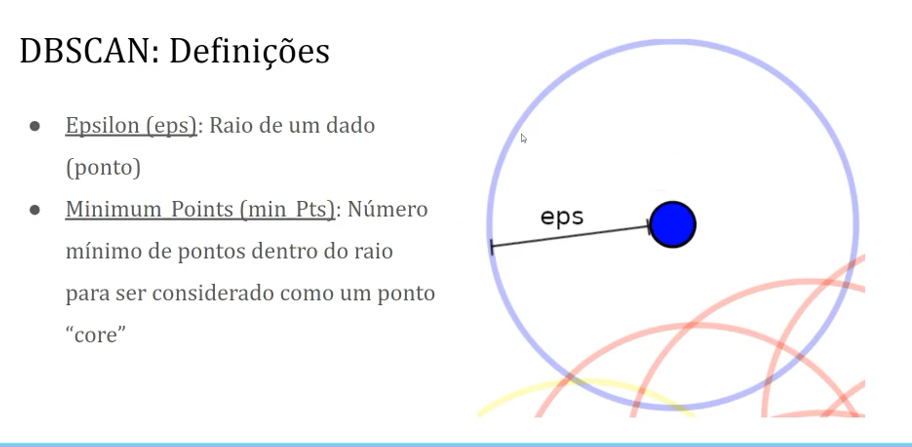 DBSCAN: Definições
● Epsilon (eps): Raio de um dado
(ponto)
● Minimum Points (min Pts): Número
mínimo de pontos dentro do raio
para ser considerado como um ponto
“core”
eps